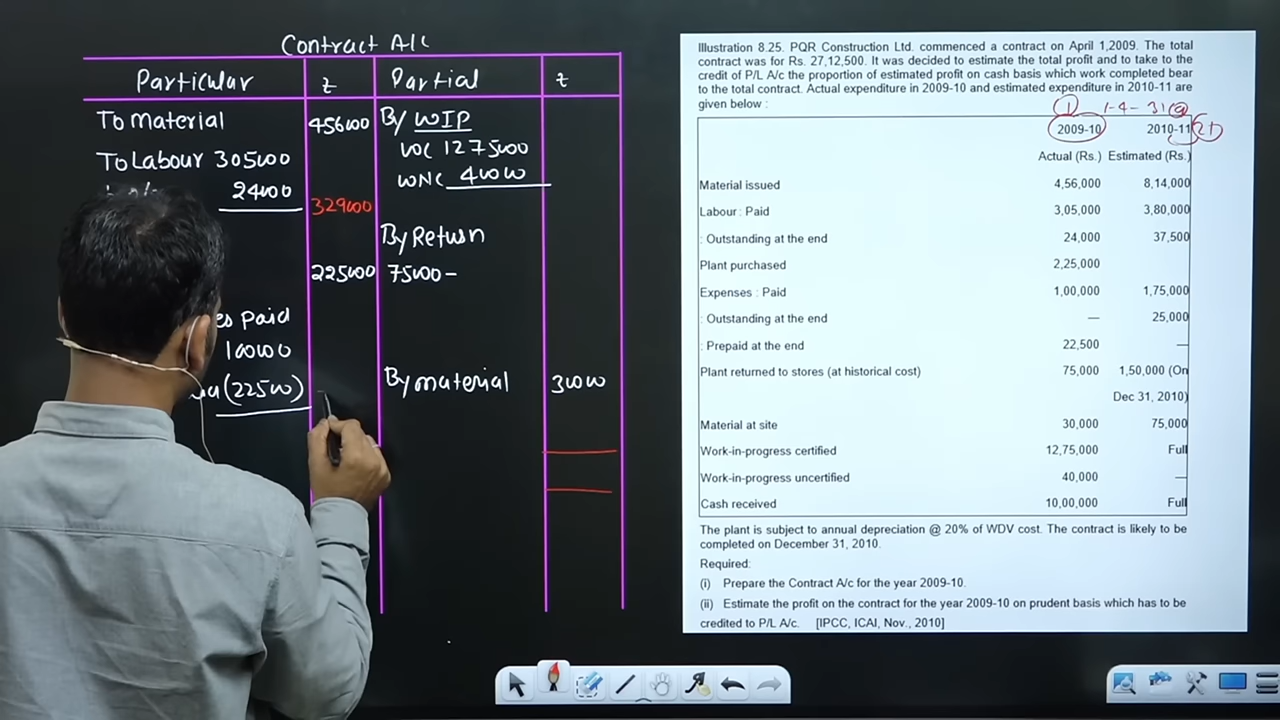 Contract A/c
Particular ₹ Partial ₹
To Material 456000 By WIP
WC 1275000
To Labour 305000 WNC 40000
24000
329000
By Return
225000 75000 -
es Paid
100000
(22500) By material 30000
Illustration 8.25. PQR Construction Ltd. commenced a contract on April 1,2009. The total
contract was for Rs. 27,12,500. It was decided to estimate the total profit and to take to the
credit of P/L A/c the proportion of estimated profit on cash basis which work completed bear
to the total contract. Actual expenditure in 2009-10 and estimated expenditure in 2010-11 are
given below :
① 1-4- 31
2009-10 2010-11
Actual (Rs.) Estimated (Rs.)
Material issued 4,56,000 8,14,000
Labour : Paid 3,05,000 3,80,000
: Outstanding at the end 24,000 37,500
Plant purchased 2,25,000
Expenses : Paid 1,00,000 1,75,000
: Outstanding at the end — 25,000
: Prepaid at the end 22,500 —
Plant returned to stores (at historical cost) 75,000 1,50,000 (On
Dec 31, 2010)
Material at site 30,000 75,000
Work-in-progress certified 12,75,000 Full
Work-in-progress uncertified 40,000 —
Cash received 10,00,000 Full
The plant is subject to annual depreciation @ 20% of WDV cost. The contract is likely to be
completed on December 31, 2010.
Required:
(i) Prepare the Contract A/c for the year 2009-10.
(ii) Estimate the profit on the contract for the year 2009-10 on prudent basis which has to be
credited to P/L A/c. [IPCC, ICAI, Nov., 2010]